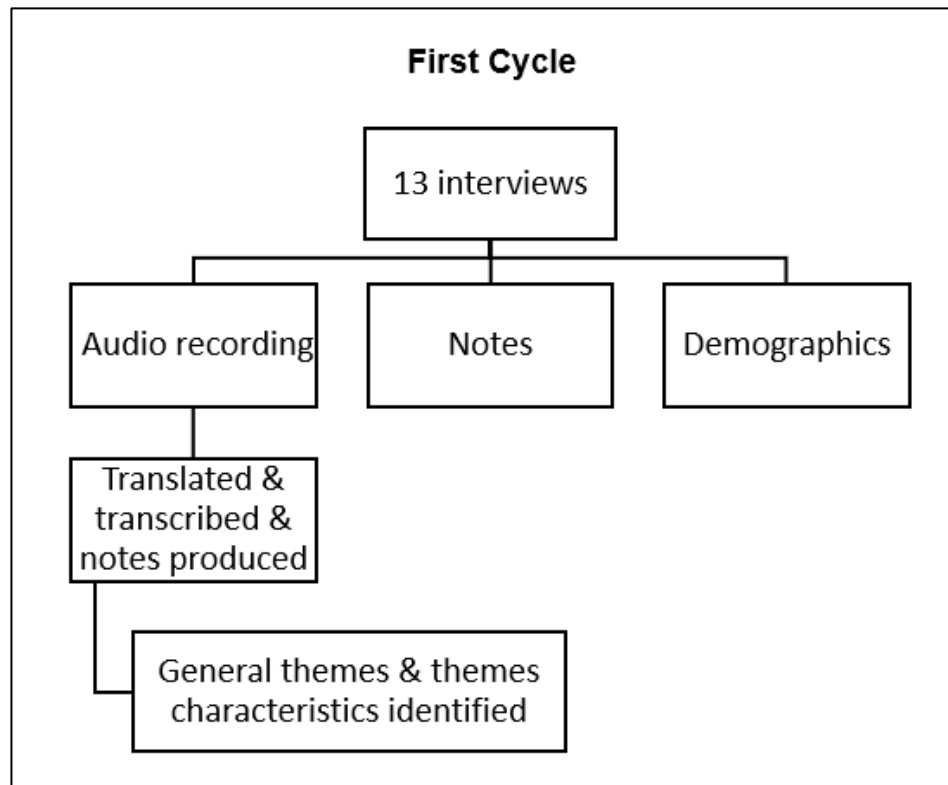 First Cycle
13 interviews
Audio recording
Notes
Demographics
Translated &
transcribed &
notes produced
General themes & themes
characteristics identified